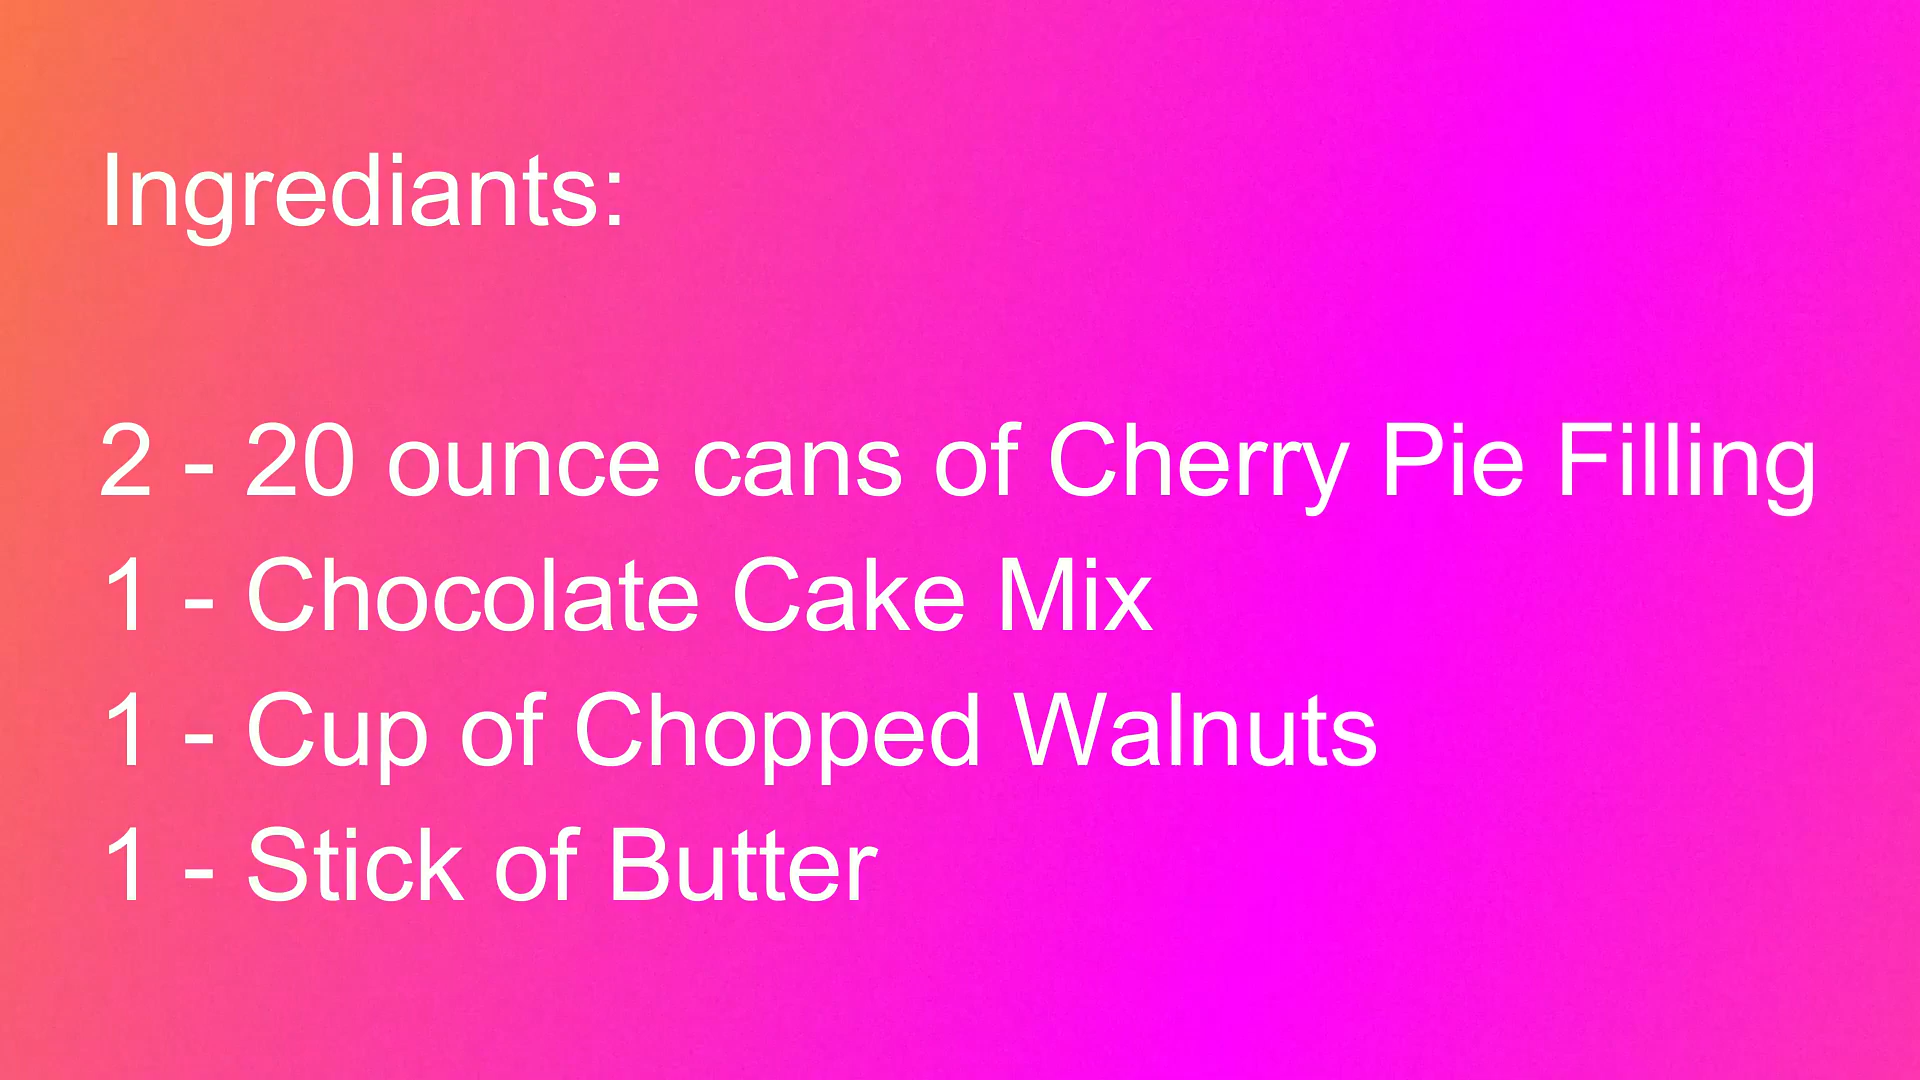 Ingrediants:
2 - 20 ounce cans of Cherry Pie Filling
1 - Chocolate Cake Mix
1 - Cup of Chopped Walnuts
1 - Stick of Butter